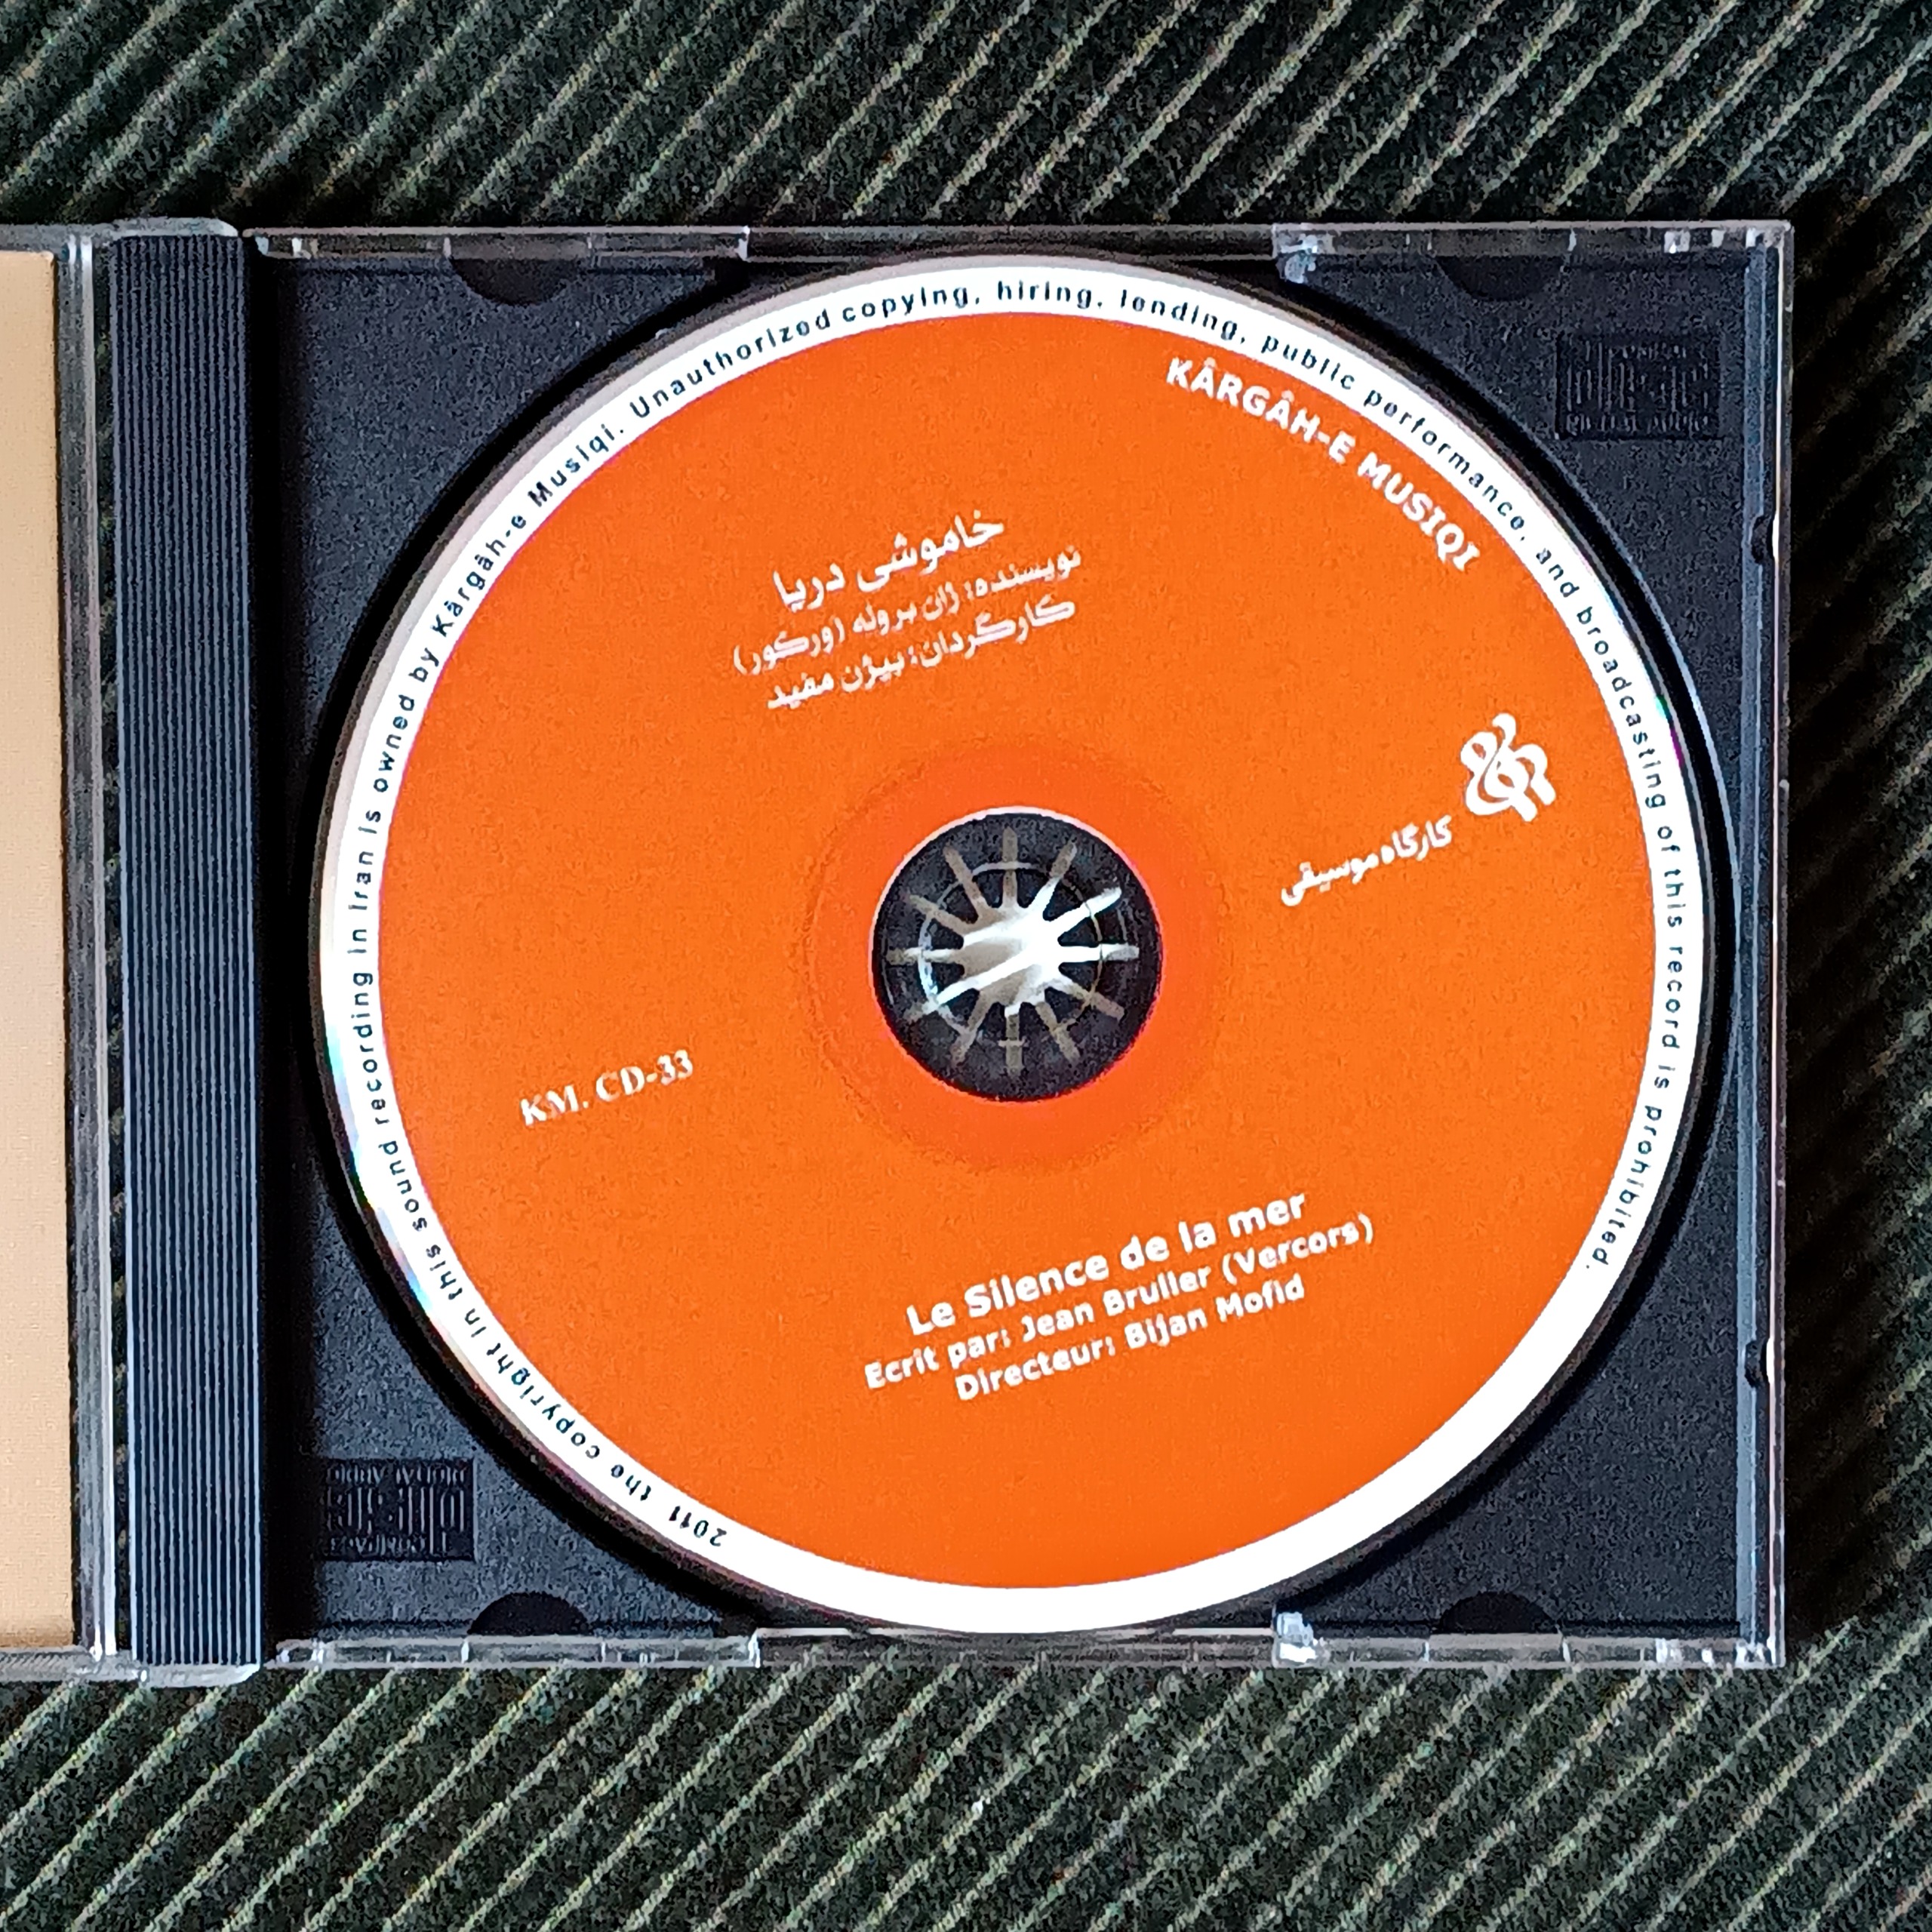 2011 the copyright in this sound recording in Iran is owned by Kârgâh-e Musiqi. Unauthorized copying, hiring, lending, public performance, and broadcasting of this record is prohibited.
KÂRGÂH-E MUSIQI
خاموشی دریا
نویسنده: ژان بروله (ورکور)
کارگردان: بیژن مفید
کارگاه موسیقی
KM. CD-33
Le Silence de la mer
Ecrit par: Jean Bruller (Vercors)
Directeur: Bijan Mofid